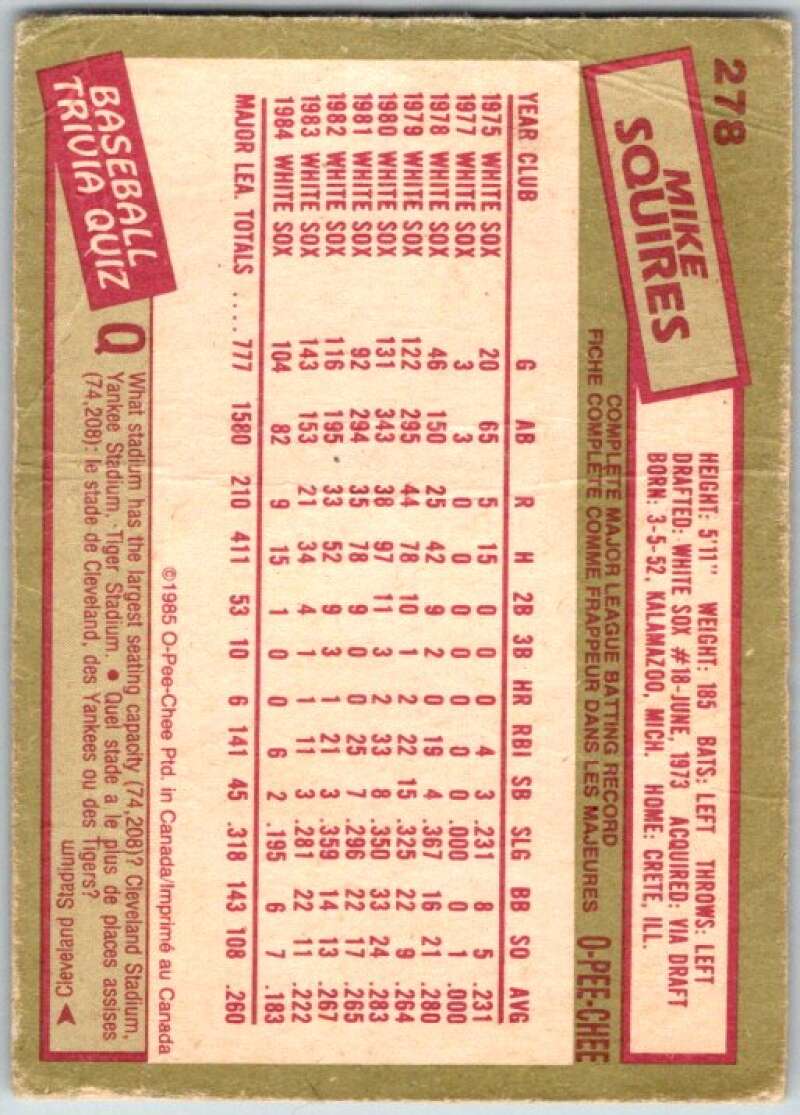 278
MIKE
SQUIRES
HEIGHT: 5'11" WEIGHT: 185 BATS: LEFT THROWS: LEFT
DRAFTED: WHITE SOX #18-JUNE, 1973 ACQUIRED: VIA DRAFT
BORN: 3-5-52, KALAMAZOO, MICH. HOME: CRETE, ILL.
COMPLETE MAJOR LEAGUE BATTING RECORD
FICHE COMPLÈTE COMME FRAPPEUR DANS LES MAJEURES O-PEE-CHEE
YEAR CLUB G AB R H 2B 3B HR RBI SB SLG BB SO AVG
1975 WHITE SOX 20 65 5 15 0 0 0 4 3 .231 8 5 .231
1977 WHITE SOX 3 3 0 0 0 0 0 0 0 .000 0 1 .000
1978 WHITE SOX 46 150 25 42 9 2 0 19 4 .367 16 21 .280
1979 WHITE SOX 122 295 44 78 10 1 2 22 15 .325 22 9 .264
1980 WHITE SOX 131 343 38 97 11 3 2 33 8 .350 33 24 .283
1981 WHITE SOX 92 294 35 78 9 0 0 25 7 .296 22 17 .265
1982 WHITE SOX 116 195 33 52 9 3 1 21 3 .359 14 13 .267
1983 WHITE SOX 143 153 21 34 4 1 1 11 3 .281 22 11 .222
1984 WHITE SOX 104 82 9 15 1 0 0 6 2 .195 6 7 .183
MAJOR LEA. TOTALS .... 777 1580 210 411 53 10 6 141 45 .318 143 108 .260
©1985 O-Pee-Chee Ptd. in Canada/Imprimé au Canada
BASEBALL
TRIVIA QUIZ
Q What stadium has the largest seating capacity (74,208)? Cleveland Stadium,
Yankee Stadium, Tiger Stadium. ● Quel stade a le plus de places assises
(74,208): le stade de Cleveland, des Yankees ou des Tigers?
Cleveland Stadium